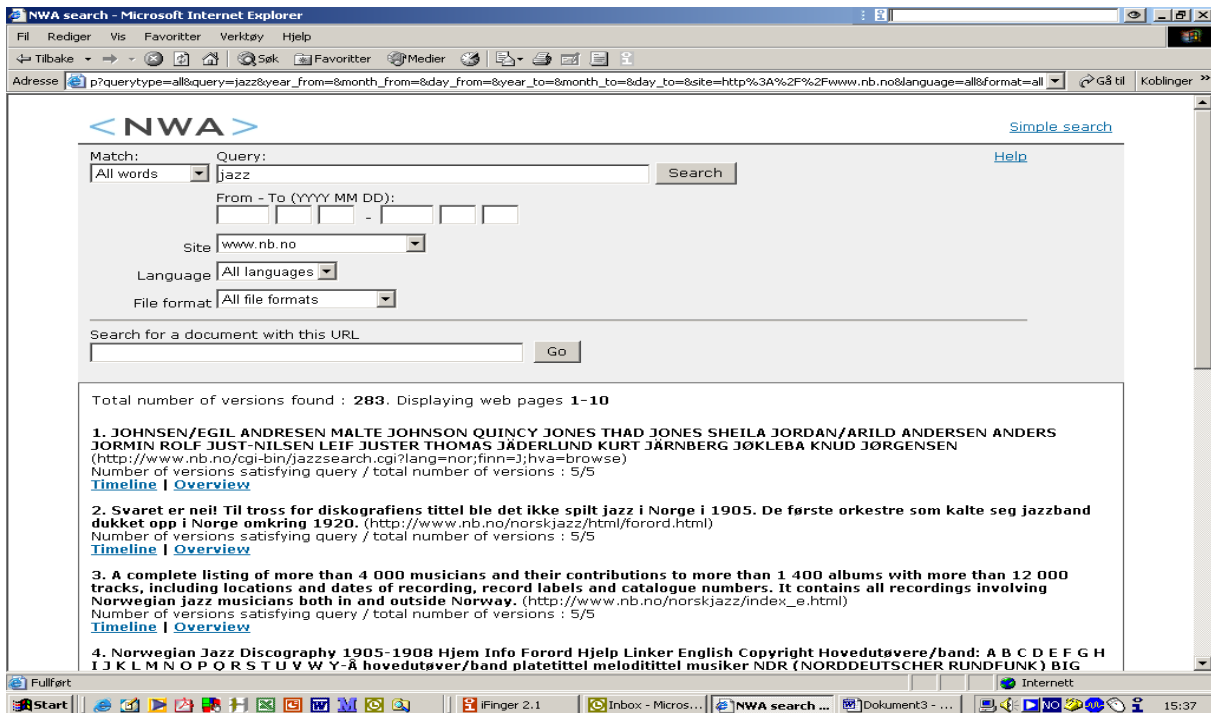 NWA search - Microsoft Internet Explorer
Fil Rediger Vis Favoritter Verktøy Hjelp
Tilbake Søk Favoritter Medier
Adresse p?querytype=all&query=jazz&year_from=&month_from=&day_from=&year_to=&month_to=&day_to=&site=http%3A%2F%2Fwww.nb.no&language=all&format=all Gå til Koblinger »
<NWA> Simple search
Match: Query: Help
All words jazz Search
From - To (YYYY MM DD):
-
Site www.nb.no
Language All languages
File format All file formats
Search for a document with this URL
Go
Total number of versions found : 283. Displaying web pages 1-10
1. JOHNSEN/EGIL ANDRESEN MALTE JOHNSON QUINCY JONES THAD JONES SHEILA JORDAN/ARILD ANDERSEN ANDERS
JORMIN ROLF JUST-NILSEN LEIF JUSTER THOMAS JÄDERLUND KURT JÄRNBERG JØKLEBA KNUD JØRGENSEN
(http://www.nb.no/cgi-bin/jazzsearch.cgi?lang=nor;finn=J;hva=browse)
Number of versions satisfying query / total number of versions : 5/5
Timeline | Overview
2. Svaret er nei! Til tross for diskografiens tittel ble det ikke spilt jazz i Norge i 1905. De første orkestre som kalte seg jazzband
dukket opp i Norge omkring 1920. (http://www.nb.no/norskjazz/html/forord.html)
Number of versions satisfying query / total number of versions : 5/5
Timeline | Overview
3. A complete listing of more than 4 000 musicians and their contributions to more than 1 400 albums with more than 12 000
tracks, including locations and dates of recording, record labels and catalogue numbers. It contains all recordings involving
Norwegian jazz musicians both in and outside Norway. (http://www.nb.no/norskjazz/index_e.html)
Number of versions satisfying query / total number of versions : 5/5
Timeline | Overview
4. Norwegian Jazz Discography 1905-1908 Hjem Info Forord Hjelp Linker English Copyright Hovedutøvere/band: A B C D E F G H
I J K L M N O P Q R S T U V W Y-Å hovedutøver/band platetittel meloditittel musiker NDR (NORDDEUTSCHER RUNDFUNK) BIG
Fullført Internett
Start iFinger 2.1 Inbox - Micros... NWA search ... Dokument3 - ... NO 15:37